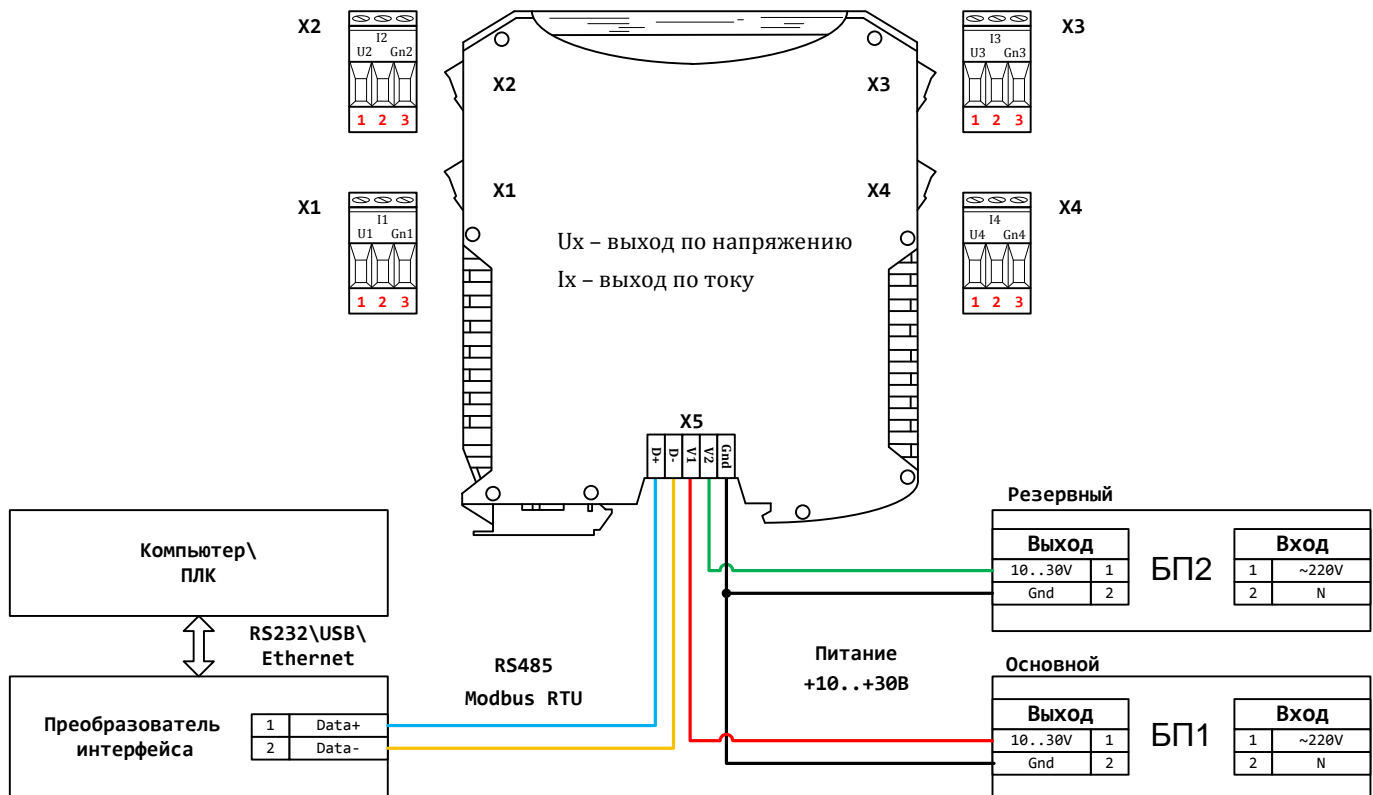 X2
I2
U2 Gn2
1 2 3
X3
I3
U3 Gn3
1 2 3
X2
X3
X1
X4
X1
I1
U1 Gn1
1 2 3
X4
I4
U4 Gn4
1 2 3
Ux – выход по напряжению
Ix – выход по току
X5
D+ D- V1 V2 Gnd
Резервный
Выход
10..30V 1
Gnd 2
БП2
Вход
1 ~220V
2 N
Компьютер\
ПЛК
RS232\USB\
Ethernet
RS485
Modbus RTU
Питание
+10..+30В
Основной
Преобразователь
интерфейса
1 Data+
2 Data-
Выход
10..30V 1
Gnd 2
БП1
Вход
1 ~220V
2 N